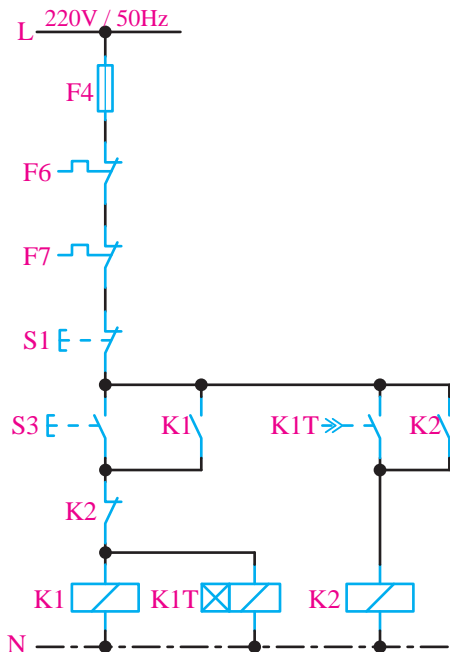 L 220V / 50Hz
F4
F6
F7
S1
S3 K1 K1T K2
K2
K1 K1T K2
N